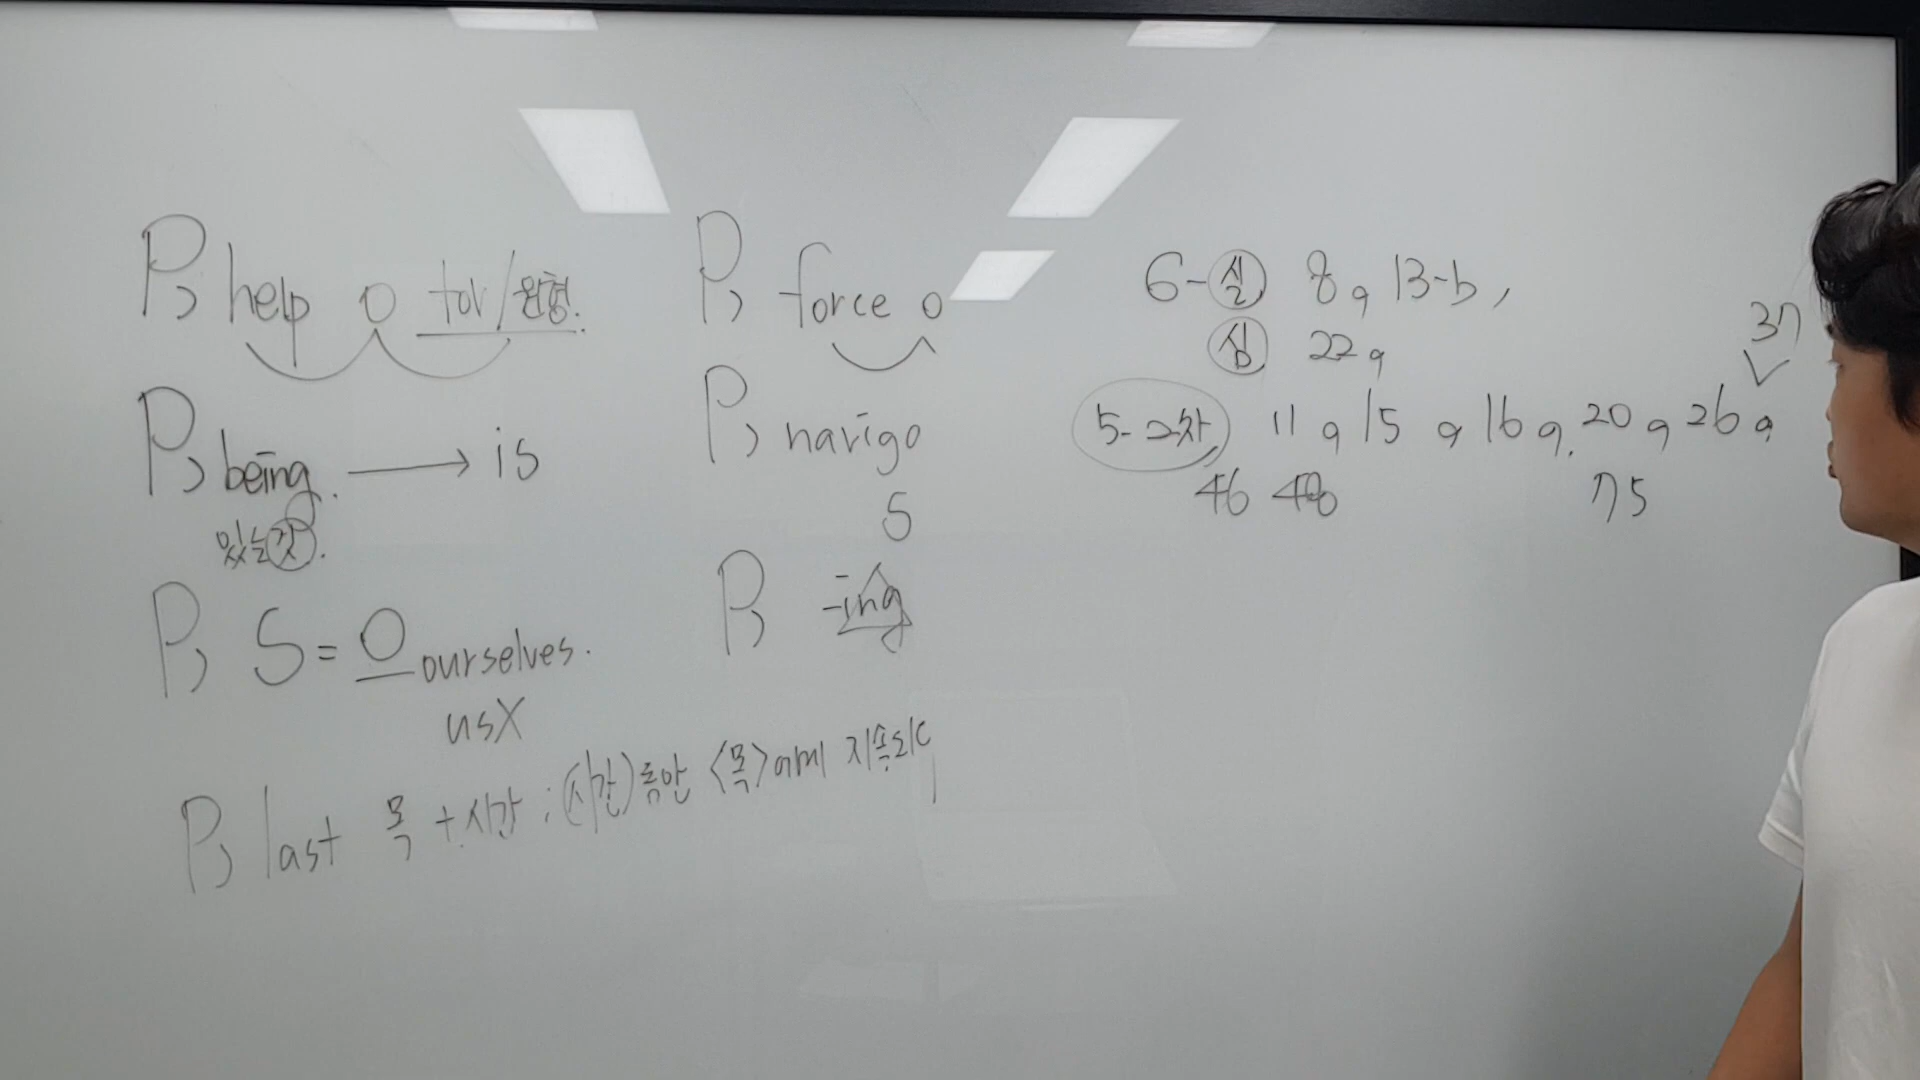 P) help O to V/원형.
P) being. → is
있는 것.
P) S = O ourselves.
us X
P) last 목 + 시간 ; (시간)동안 <목>에게 지속되다
P) force O
P) navigo
S
P) -ing
6-실 8, 13-b,
심 22,
37
5-2차 11, 15, 16, 20, 26,
46 48 75